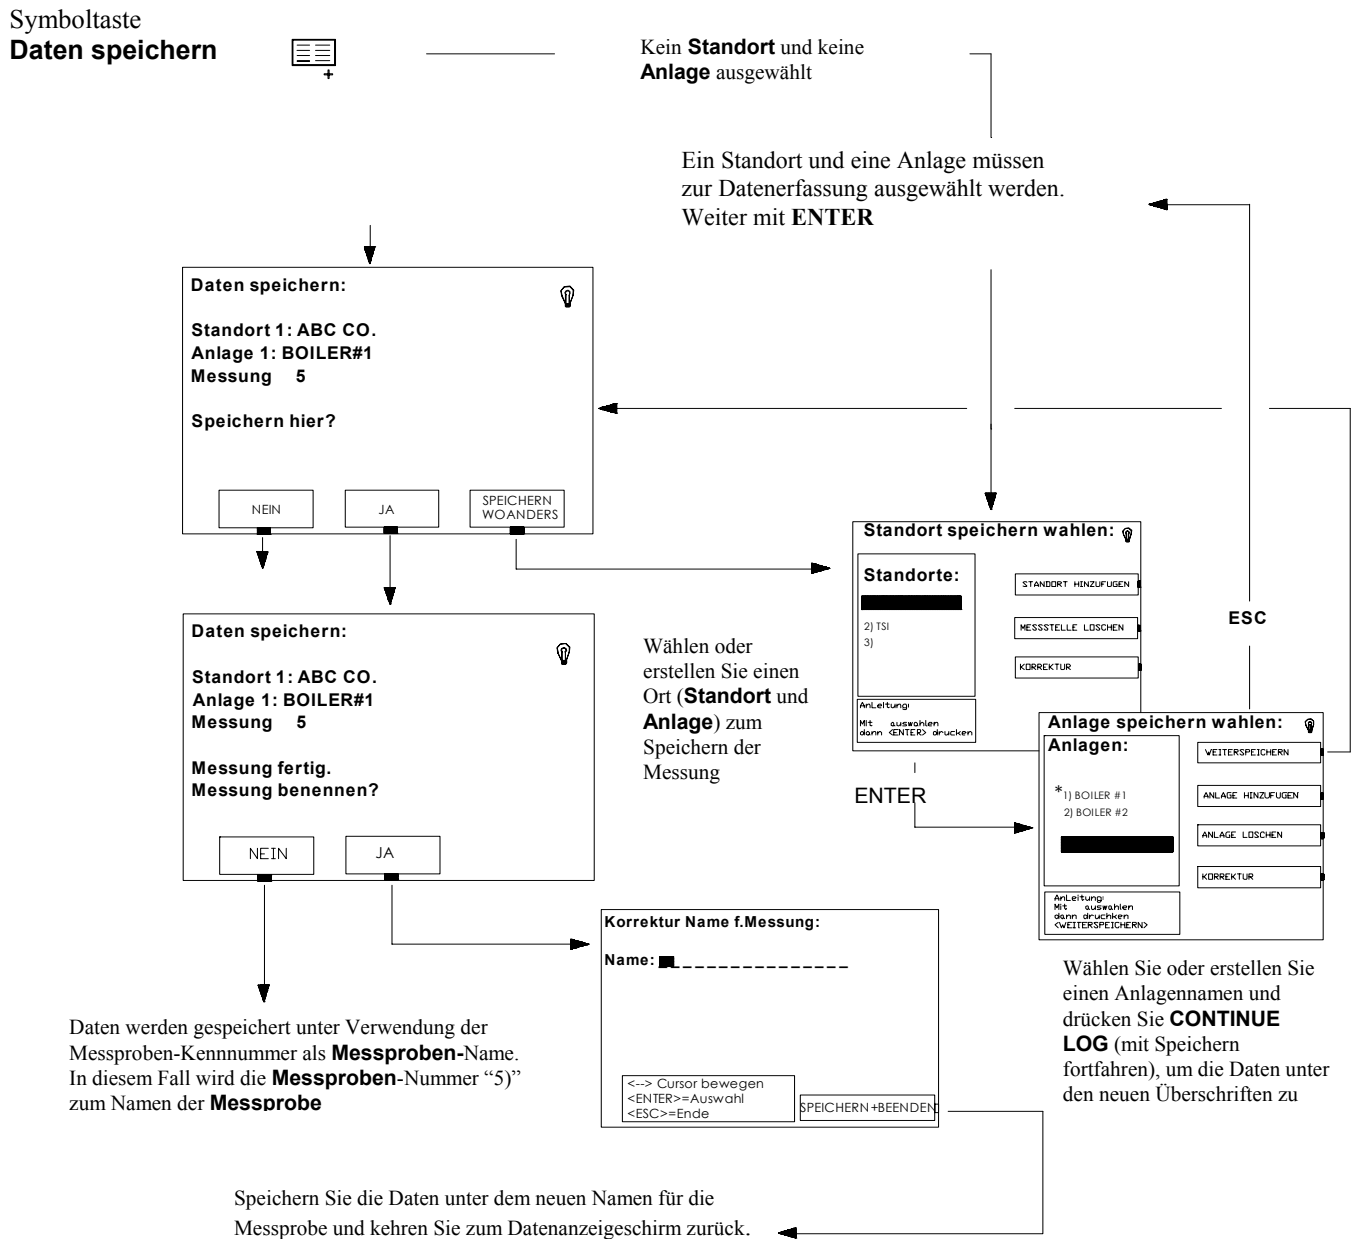 Symboltaste
Daten speichern
+
Kein Standort und keine
Anlage ausgewählt
Ein Standort und eine Anlage müssen
zur Datenerfassung ausgewählt werden.
Weiter mit ENTER
Daten speichern:
Standort 1: ABC CO.
Anlage 1: BOILER#1
Messung 5
Speichern hier?
NEIN
JA
SPEICHERN
WOANDERS
Standort speichern wahlen:
Standorte:
2) TSI
3)
STANDORT HINZUFUGEN
MESSSTELLE LOSCHEN
KORREKTUR
AnLeitung:
Mit auswahlen
dann <ENTER> drucken
ESC
Daten speichern:
Standort 1: ABC CO.
Anlage 1: BOILER#1
Messung 5
Messung fertig.
Messung benennen?
NEIN
JA
Wählen oder
erstellen Sie einen
Ort (Standort und
Anlage) zum
Speichern der
Messung
ENTER
Anlage speichern wahlen:
Anlagen:
*1) BOILER #1
2) BOILER #2
WEITERSPEICHERN
ANLAGE HINZUFUGEN
ANLAGE LOSCHEN
KORREKTUR
AnLeitung:
Mit auswahlen
dann druchken
<WEITERSPEICHERN>
Korrektur Name f.Messung:
Name: _ _ _ _ _ _ _ _ _ _ _ _ _ _ _ _
<--> Cursor bewegen
<ENTER>=Auswahl
<ESC>=Ende
SPEICHERN+BEENDEN
Wählen Sie oder erstellen Sie
einen Anlagennamen und
drücken Sie CONTINUE
LOG (mit Speichern
fortfahren), um die Daten unter
den neuen Überschriften zu
Daten werden gespeichert unter Verwendung der
Messproben-Kennnummer als Messproben-Name.
In diesem Fall wird die Messproben-Nummer “5)”
zum Namen der Messprobe
Speichern Sie die Daten unter dem neuen Namen für die
Messprobe und kehren Sie zum Datenanzeigeschirm zurück.